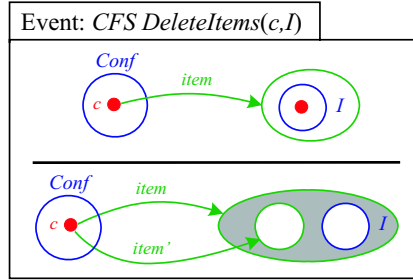 Event: CFS DeleteItems(c,I)
Conf
item
c
I
Conf
item
c
I
item'